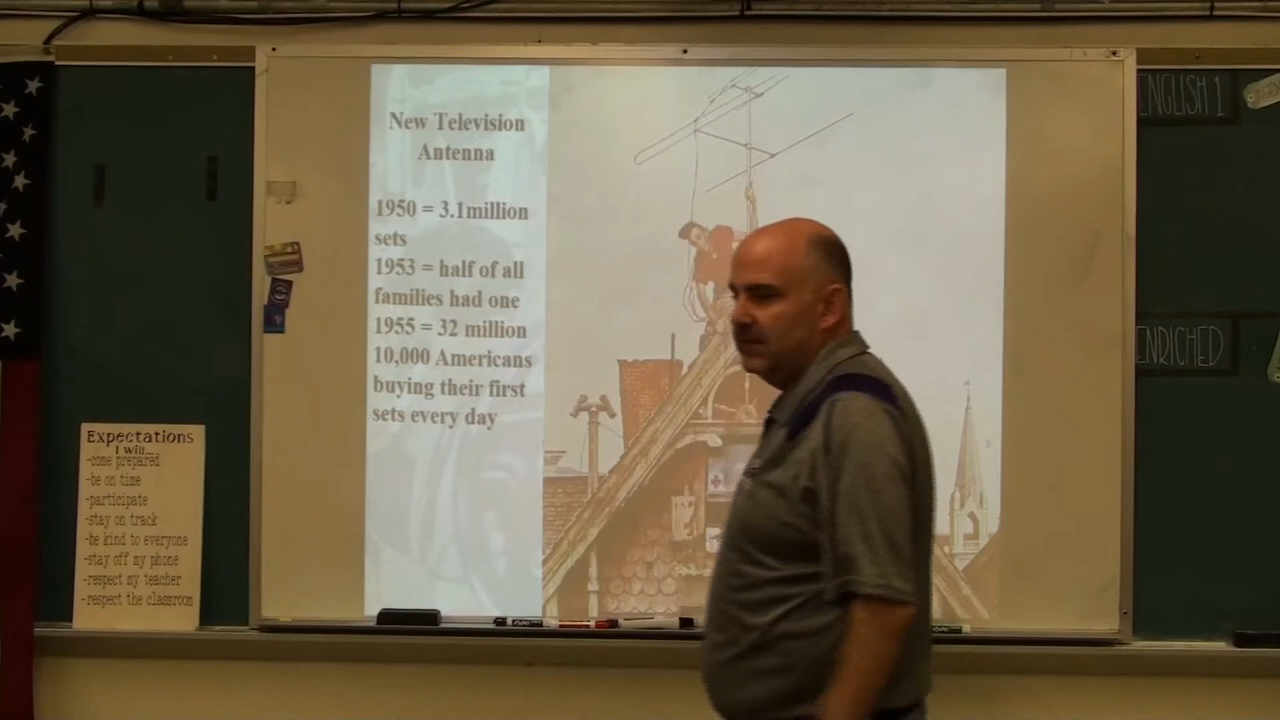 New Television
Antenna
1950 = 3.1million
sets
1953 = half of all
families had one
1955 = 32 million
10,000 Americans
buying their first
sets every day
Expectations
I will...
-come prepared
-be on time
-participate
-stay on track
-be kind to everyone
-stay off my phone
-respect my teacher
-respect the classroom
ENGLISH 1
ENRICHED
EXPO